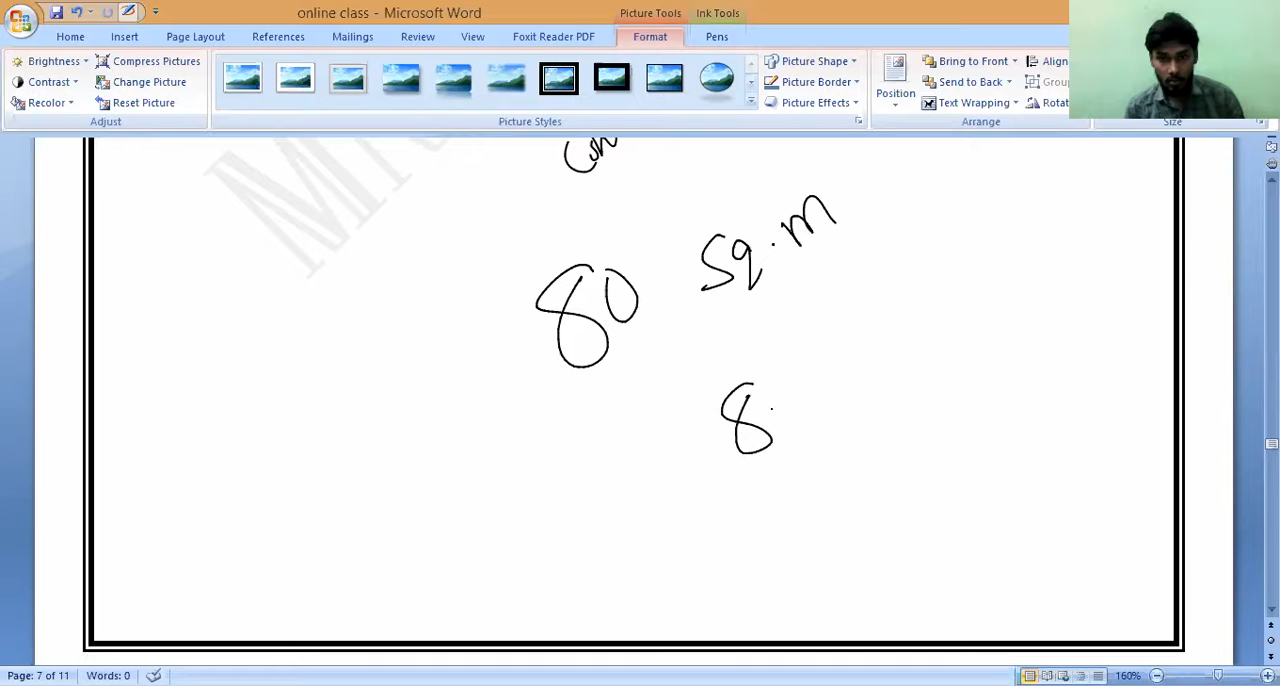 online class - Microsoft Word
Picture Tools
Ink Tools
Home Insert Page Layout References Mailings Review View Foxit Reader PDF Format Pens
Brightness Compress Pictures Picture Shape Bring to Front Align
Contrast Change Picture Picture Border Position Send to Back Group
Recolor Reset Picture Picture Effects Text Wrapping Rotat
Adjust Picture Styles Arrange Size
80 Sq.m
8
Page: 7 of 11 Words: 0 160%